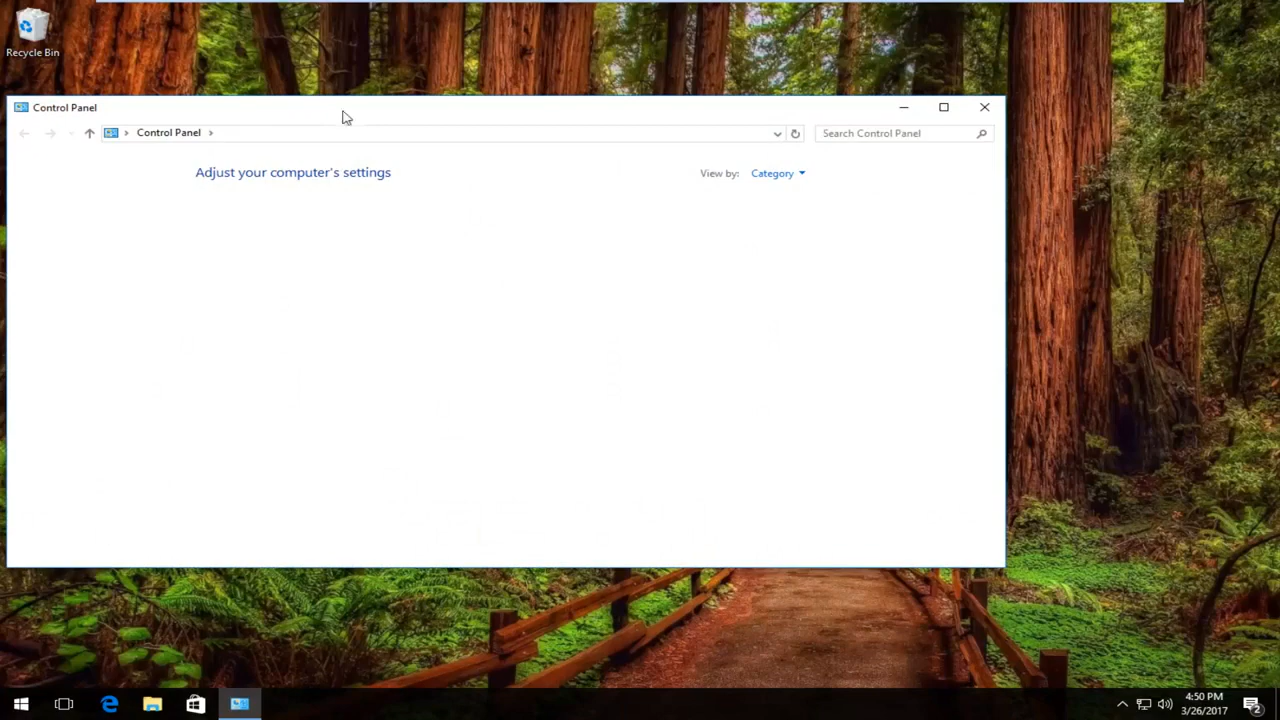 Recycle Bin
Control Panel
Control Panel
Search Control Panel
Adjust your computer's settings
View by: Category
4:50 PM
3/26/2017
2